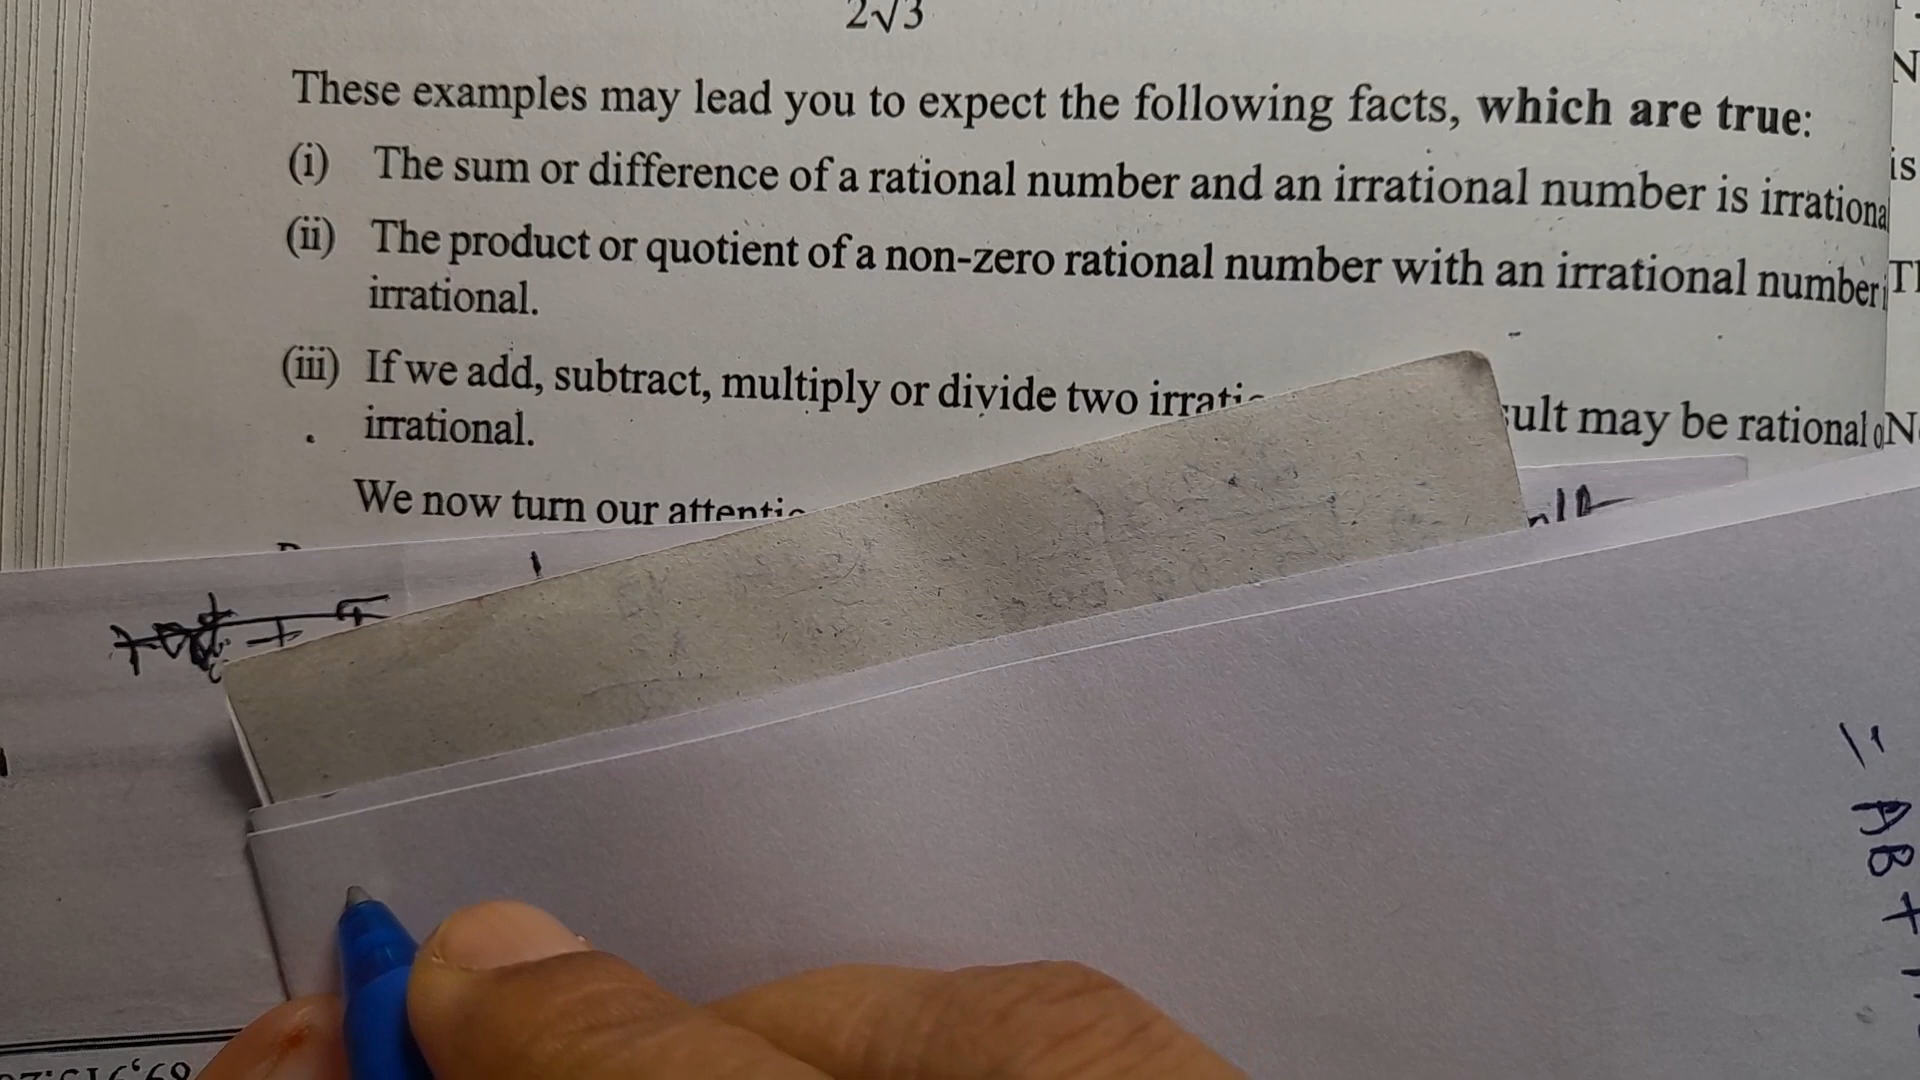 2√3
These examples may lead you to expect the following facts, which are true:
(i) The sum or difference of a rational number and an irrational number is irrationa
(ii) The product or quotient of a non-zero rational number with an irrational number
irrational.
(iii) If we add, subtract, multiply or divide two irrati ult may be rational o
irrational.
We now turn our attentio
N
is
Th
N
= AB +